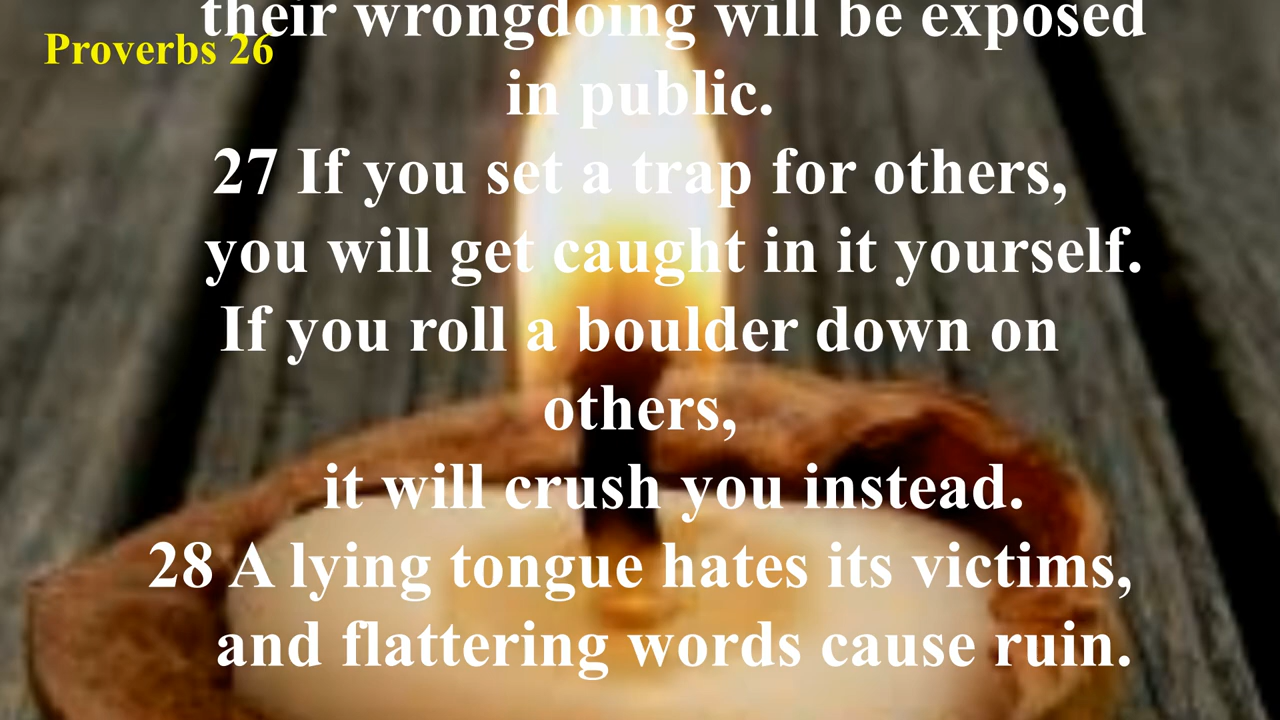 their wrongdoing will be exposed
Proverbs 26
in public.
27 If you set a trap for others,
you will get caught in it yourself.
If you roll a boulder down on
others,
it will crush you instead.
28 A lying tongue hates its victims,
and flattering words cause ruin.